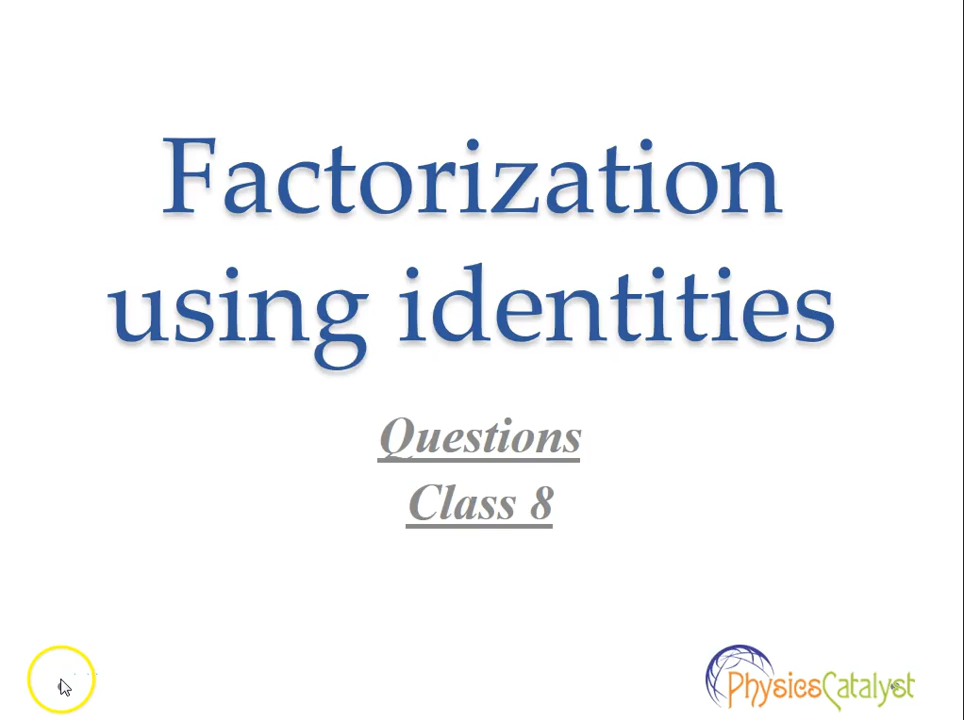 Factorization
using identities
Questions
Class 8
PhysicsCatalyst